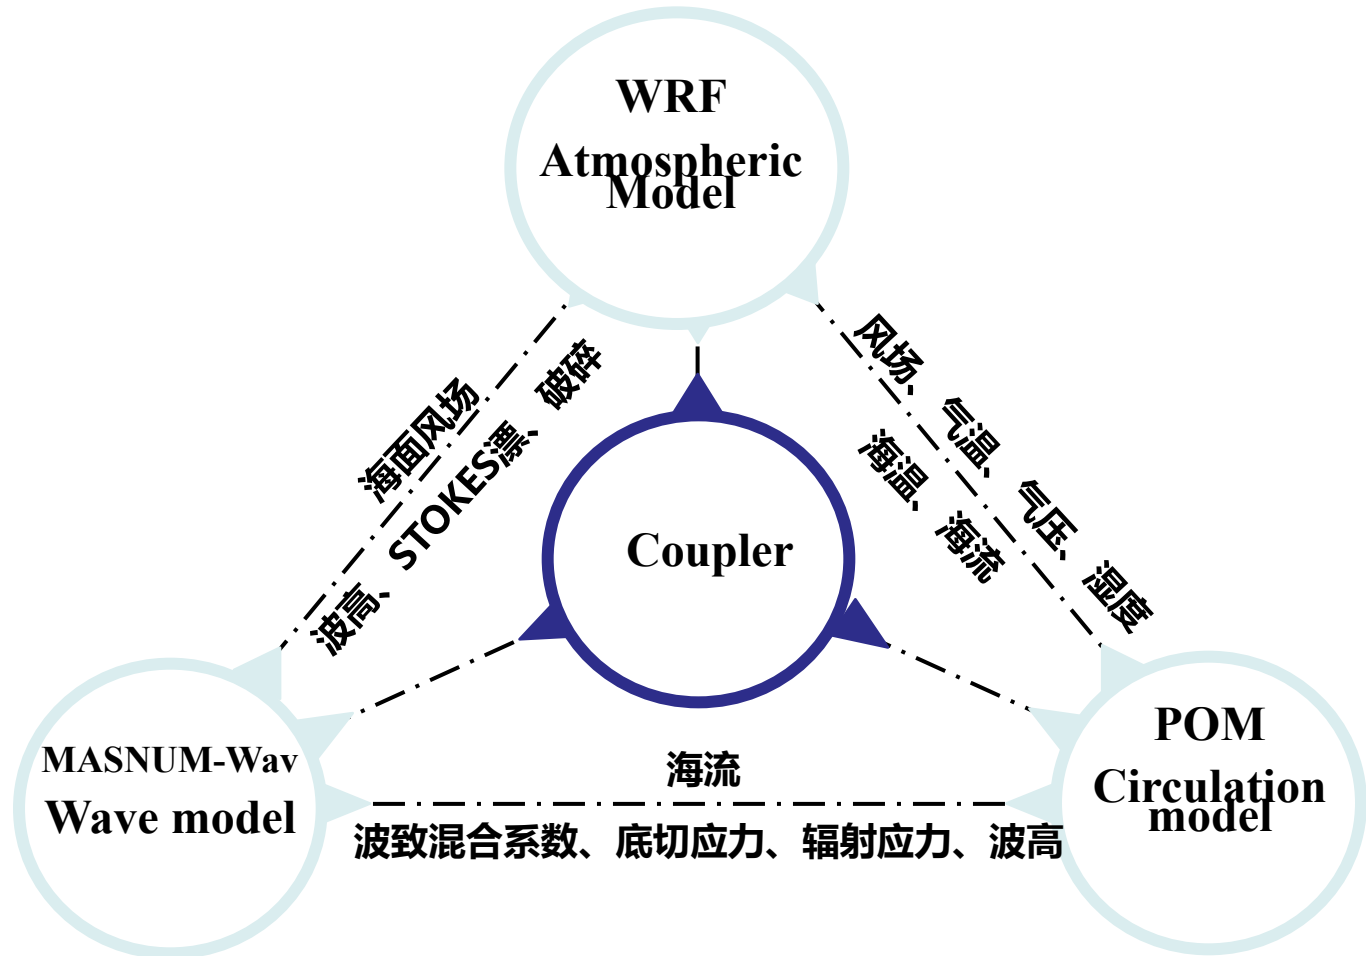 WRF
Atmospheric
Model
海面风场
波高、STOKES漂、破碎
风场、气温、气压、湿度
海温、海流
Coupler
MASNUM-Wav
Wave model
海流
波致混合系数、底切应力、辐射应力、波高
POM
Circulation
model